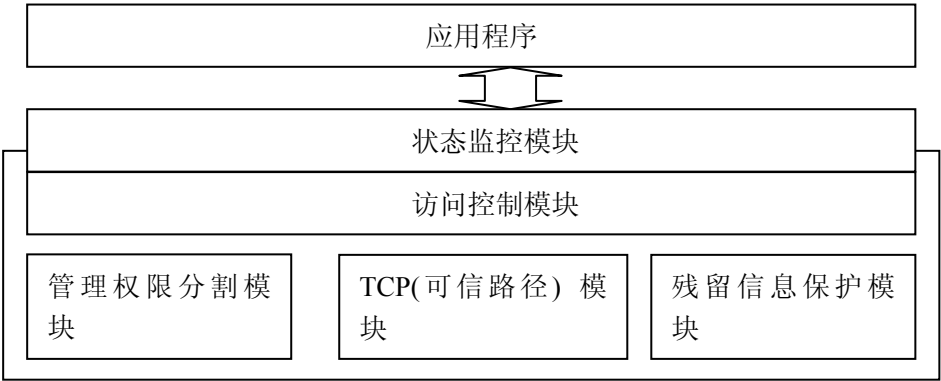 应用程序
状态监控模块
访问控制模块
管理权限分割模
块
TCP(可信路径) 模
块
残留信息保护模
块